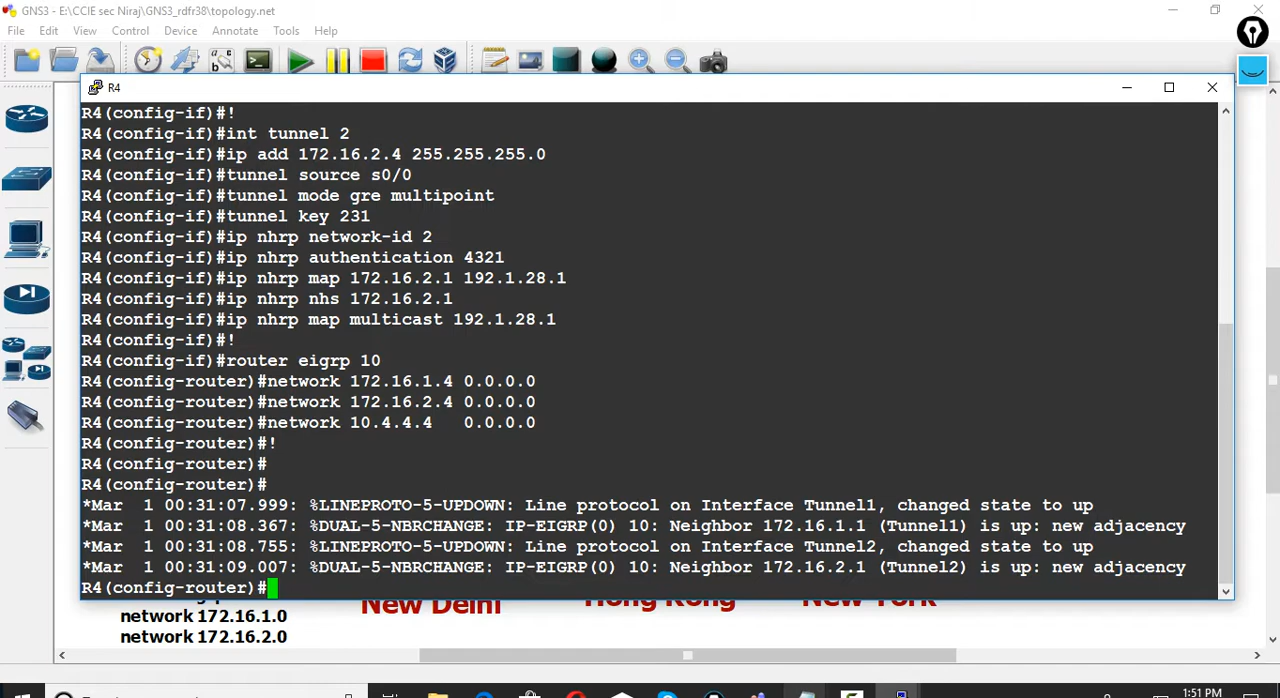 GNS3 - E:\CCIE sec Niraj\GNS3_rdfr38\topology.net
File Edit View Control Device Annotate Tools Help
R4
R4(config-if)#!
R4(config-if)#int tunnel 2
R4(config-if)#ip add 172.16.2.4 255.255.255.0
R4(config-if)#tunnel source s0/0
R4(config-if)#tunnel mode gre multipoint
R4(config-if)#tunnel key 231
R4(config-if)#ip nhrp network-id 2
R4(config-if)#ip nhrp authentication 4321
R4(config-if)#ip nhrp map 172.16.2.1 192.1.28.1
R4(config-if)#ip nhrp nhs 172.16.2.1
R4(config-if)#ip nhrp map multicast 192.1.28.1
R4(config-if)#!
R4(config-if)#router eigrp 10
R4(config-router)#network 172.16.1.4 0.0.0.0
R4(config-router)#network 172.16.2.4 0.0.0.0
R4(config-router)#network 10.4.4.4   0.0.0.0
R4(config-router)#!
R4(config-router)#
R4(config-router)#
*Mar  1 00:31:07.999: %LINEPROTO-5-UPDOWN: Line protocol on Interface Tunnel1, changed state to up
*Mar  1 00:31:08.367: %DUAL-5-NBRCHANGE: IP-EIGRP(0) 10: Neighbor 172.16.1.1 (Tunnel1) is up: new adjacency
*Mar  1 00:31:08.755: %LINEPROTO-5-UPDOWN: Line protocol on Interface Tunnel2, changed state to up
*Mar  1 00:31:09.007: %DUAL-5-NBRCHANGE: IP-EIGRP(0) 10: Neighbor 172.16.2.1 (Tunnel2) is up: new adjacency
R4(config-router)#
New Delhi Hong Kong New York
network 172.16.1.0
network 172.16.2.0
1:51 PM